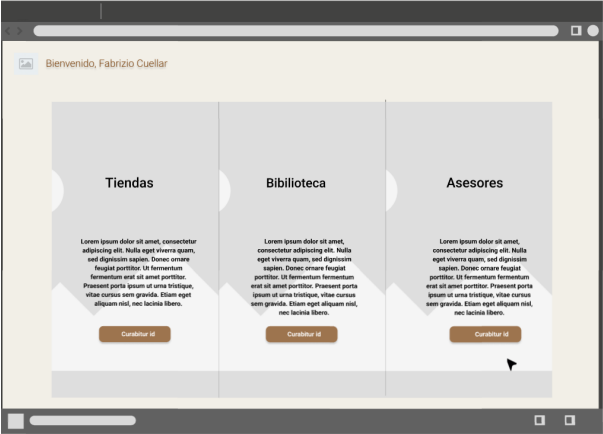 Bienvenido, Fabrizio Cuellar
Tiendas
Lorem ipsum dolor sit amet, consectetur
adipiscing elit. Nulla eget viverra quam,
sed dignissim sapien. Donec ornare
feugiat porttitor. Ut fermentum
fermentum erat sit amet porttitor.
Praesent porta ipsum ut urna tristique,
vitae cursus sem gravida. Etiam eget
aliquam nisl, nec lacinia libero.
Curabitur id
Bibilioteca
Lorem ipsum dolor sit amet,
consectetur adipiscing elit. Nulla
eget viverra quam, sed dignissim
sapien. Donec ornare feugiat
porttitor. Ut fermentum fermentum
erat sit amet porttitor. Praesent porta
ipsum ut urna tristique, vitae cursus
sem gravida. Etiam eget aliquam nisl,
nec lacinia libero.
Curabitur id
Asesores
Lorem ipsum dolor sit amet,
consectetur adipiscing elit. Nulla
eget viverra quam, sed dignissim
sapien. Donec ornare feugiat
porttitor. Ut fermentum fermentum
erat sit amet porttitor. Praesent porta
ipsum ut urna tristique, vitae cursus
sem gravida. Etiam eget aliquam nisl,
nec lacinia libero.
Curabitur id